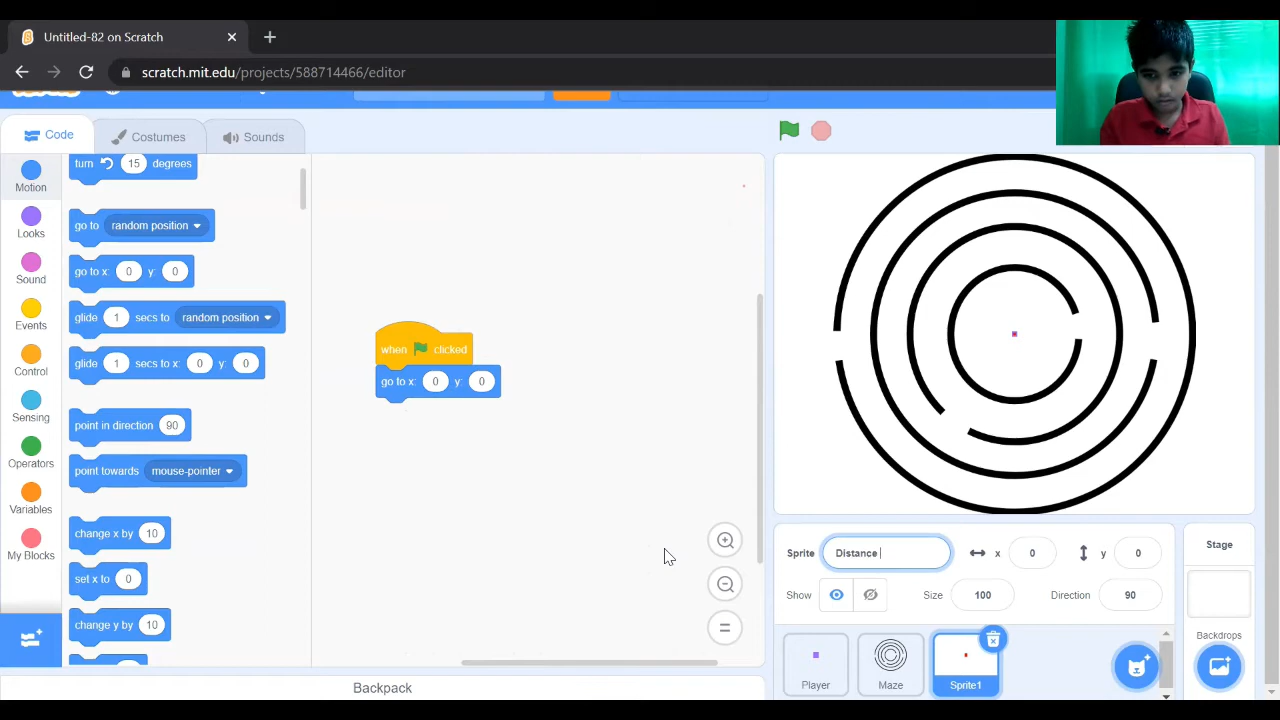 Untitled-82 on Scratch
scratch.mit.edu/projects/588714466/editor
Code
Costumes
Sounds
Motion
Looks
Sound
Events
Control
Sensing
Operators
Variables
My Blocks
turn 15 degrees
go to random position
go to x: 0 y: 0
glide 1 secs to random position
glide 1 secs to x: 0 y: 0
point in direction 90
point towards mouse-pointer
change x by 10
set x to 0
change y by 10
when clicked
go to x: 0 y: 0
Backpack
Sprite Distance x 0 y 0
Show Size 100 Direction 90
Player
Maze
Sprite1
Stage
Backdrops